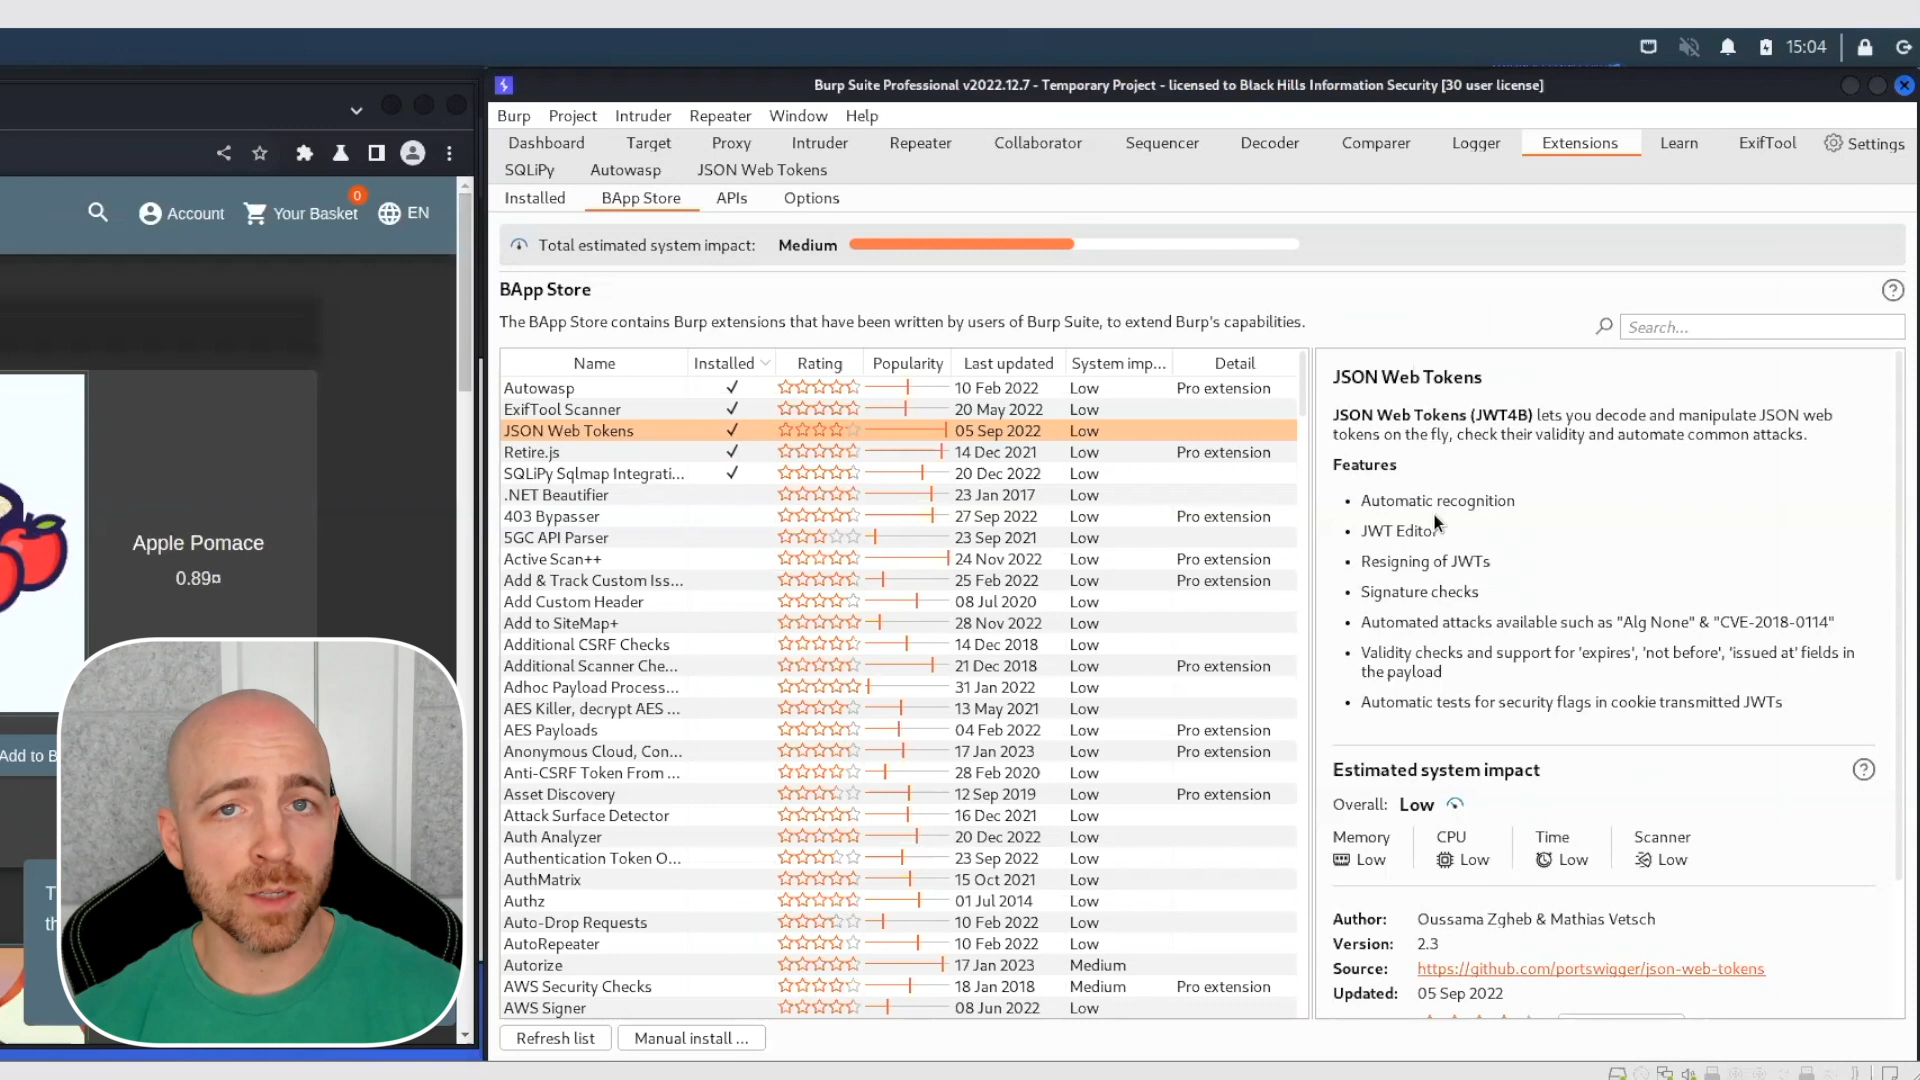 15:04
Burp Suite Professional v2022.12.7 - Temporary Project - licensed to Black Hills Information Security [30 user license]
Burp Project Intruder Repeater Window Help
Dashboard Target Proxy Intruder Repeater Collaborator Sequencer Decoder Comparer Logger Extensions Learn ExifTool Settings
SQLiPy Autowasp JSON Web Tokens
Installed BApp Store APIs Options
Total estimated system impact: Medium
BApp Store
The BApp Store contains Burp extensions that have been written by users of Burp Suite, to extend Burp's capabilities.
Search...
Name Installed Rating Popularity Last updated System imp... Detail
Autowasp 10 Feb 2022 Low Pro extension
ExifTool Scanner 20 May 2022 Low
JSON Web Tokens 05 Sep 2022 Low
Retire.js 14 Dec 2021 Low Pro extension
SQLiPy Sqlmap Integrati... 20 Dec 2022 Low
.NET Beautifier 23 Jan 2017 Low
403 Bypasser 27 Sep 2022 Low Pro extension
5GC API Parser 23 Sep 2021 Low
Active Scan++ 24 Nov 2022 Low Pro extension
Add & Track Custom Iss... 25 Feb 2022 Low Pro extension
Add Custom Header 08 Jul 2020 Low
Add to SiteMap+ 28 Nov 2022 Low
Additional CSRF Checks 14 Dec 2018 Low
Additional Scanner Che... 21 Dec 2018 Low Pro extension
Adhoc Payload Process... 31 Jan 2022 Low
AES Killer, decrypt AES ... 13 May 2021 Low
AES Payloads 04 Feb 2022 Low Pro extension
Anonymous Cloud, Con... 17 Jan 2023 Low Pro extension
Anti-CSRF Token From ... 28 Feb 2020 Low
Asset Discovery 12 Sep 2019 Low Pro extension
Attack Surface Detector 16 Dec 2021 Low
Auth Analyzer 20 Dec 2022 Low
Authentication Token O... 23 Sep 2022 Low
AuthMatrix 15 Oct 2021 Low
Authz 01 Jul 2014 Low
Auto-Drop Requests 10 Feb 2022 Low
AutoRepeater 10 Feb 2022 Low
Autorize 17 Jan 2023 Medium
AWS Security Checks 18 Jan 2018 Medium Pro extension
AWS Signer 08 Jun 2022 Low
Refresh list Manual install ...
JSON Web Tokens
JSON Web Tokens (JWT4B) lets you decode and manipulate JSON web
tokens on the fly, check their validity and automate common attacks.
Features
• Automatic recognition
• JWT Editor
• Resigning of JWTs
• Signature checks
• Automated attacks available such as "Alg None" & "CVE-2018-0114"
• Validity checks and support for 'expires', 'not before', 'issued at' fields in
the payload
• Automatic tests for security flags in cookie transmitted JWTs
Estimated system impact
Overall: Low
Memory CPU Time Scanner
Low Low Low Low
Author: Oussama Zgheb & Mathias Vetsch
Version: 2.3
Source: https://github.com/portswigger/json-web-tokens
Updated: 05 Sep 2022
Account 0 Your Basket EN
Apple Pomace
0.89¤
Add to B